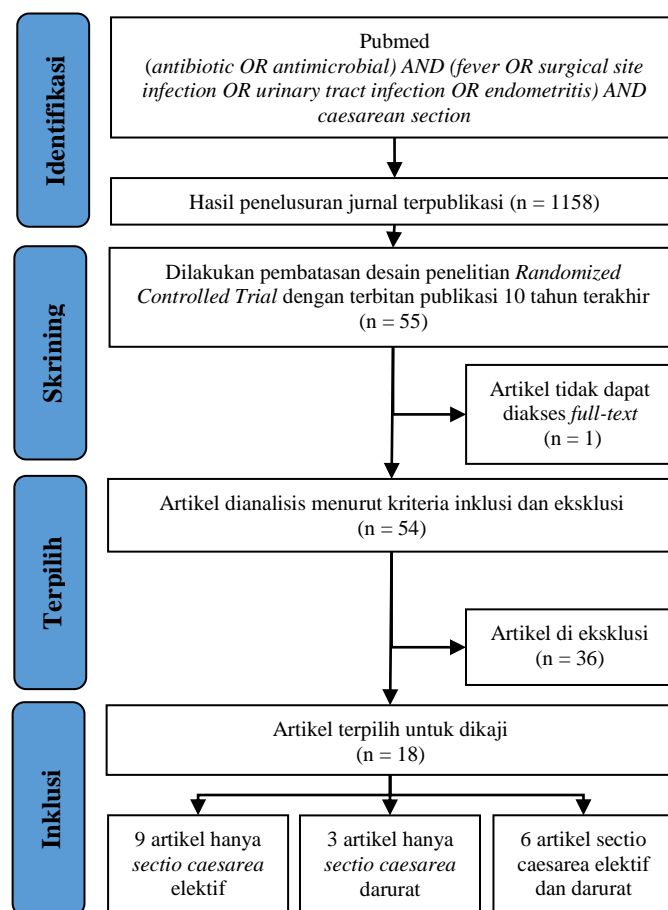 Identifikasi
Pubmed
(antibiotic OR antimicrobial) AND (fever OR surgical site
infection OR urinary tract infection OR endometritis) AND
caesarean section
Hasil penelusuran jurnal terpublikasi (n = 1158)
Skrining
Dilakukan pembatasan desain penelitian Randomized
Controlled Trial dengan terbitan publikasi 10 tahun terakhir
(n = 55)
Artikel tidak dapat
diakses full-text
(n = 1)
Terpilih
Artikel dianalisis menurut kriteria inklusi dan eksklusi
(n = 54)
Artikel di eksklusi
(n = 36)
Inklusi
Artikel terpilih untuk dikaji
(n = 18)
9 artikel hanya
sectio caesarea
elektif
3 artikel hanya
sectio caesarea
darurat
6 artikel sectio
caesarea elektif
dan darurat